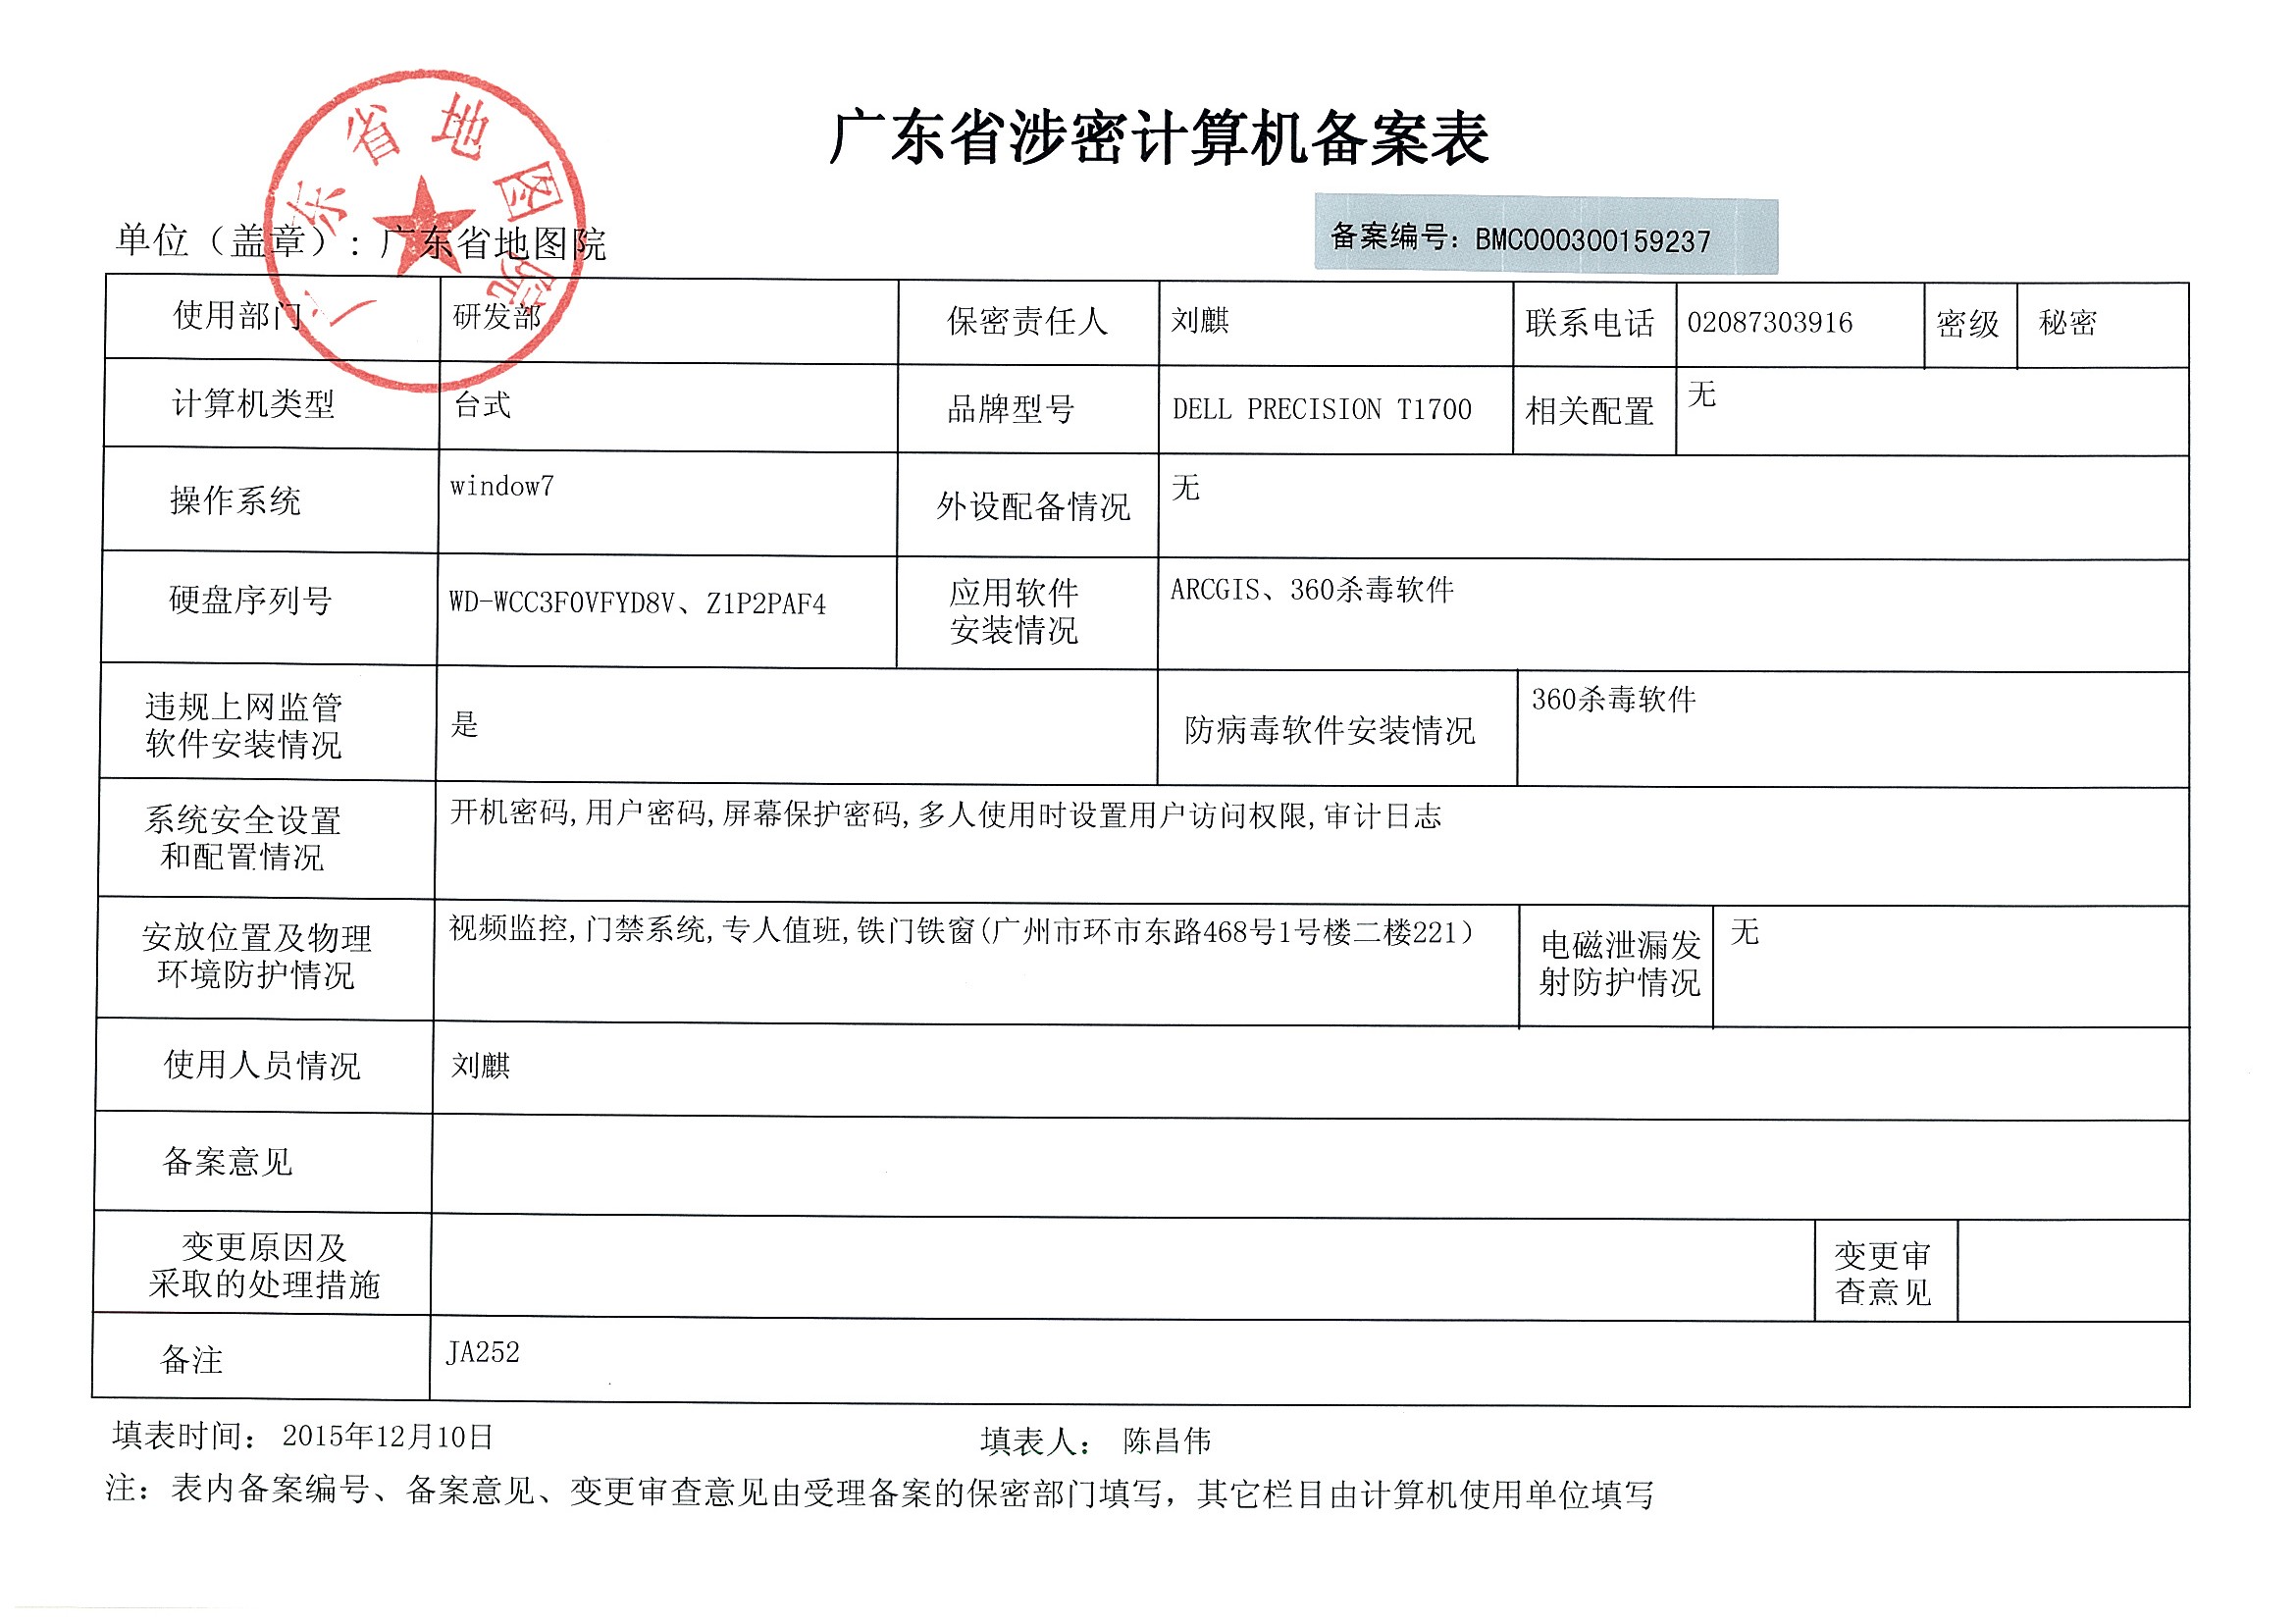 广东省涉密计算机备案表
广东省地图院
单位（盖章）: 广东省地图院
备案编号: BMC000300159237
使用部门 研发部 保密责任人 刘麒 联系电话 02087303916 密级 秘密
计算机类型 台式 品牌型号 DELL PRECISION T1700 相关配置 无
操作系统 window7 外设配备情况 无
硬盘序列号 WD-WCC3F0VFYD8V、Z1P2PAF4 应用软件
安装情况 ARCGIS、360杀毒软件
违规上网监管
软件安装情况 是 防病毒软件安装情况 360杀毒软件
系统安全设置
和配置情况 开机密码,用户密码,屏幕保护密码,多人使用时设置用户访问权限,审计日志
安放位置及物理
环境防护情况 视频监控,门禁系统,专人值班,铁门铁窗(广州市环市东路468号1号楼二楼221） 电磁泄漏发
射防护情况 无
使用人员情况 刘麒
备案意见
变更原因及
采取的处理措施 变更审
查意见
备注 JA252
填表时间: 2015年12月10日 填表人: 陈昌伟
注: 表内备案编号、备案意见、变更审查意见由受理备案的保密部门填写，其它栏目由计算机使用单位填写